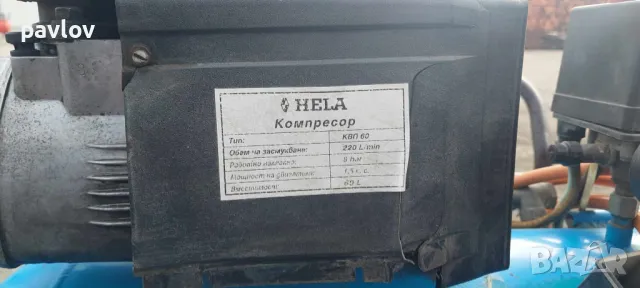 pavlov
HELA
Компресор
Тип: КВП 60
Обем на засмукване: 220 L/min
Работно налягане: 8 bar
Мощност на двигателя: 1,5 к. с.
Вместимост: 60 L
BAZAR